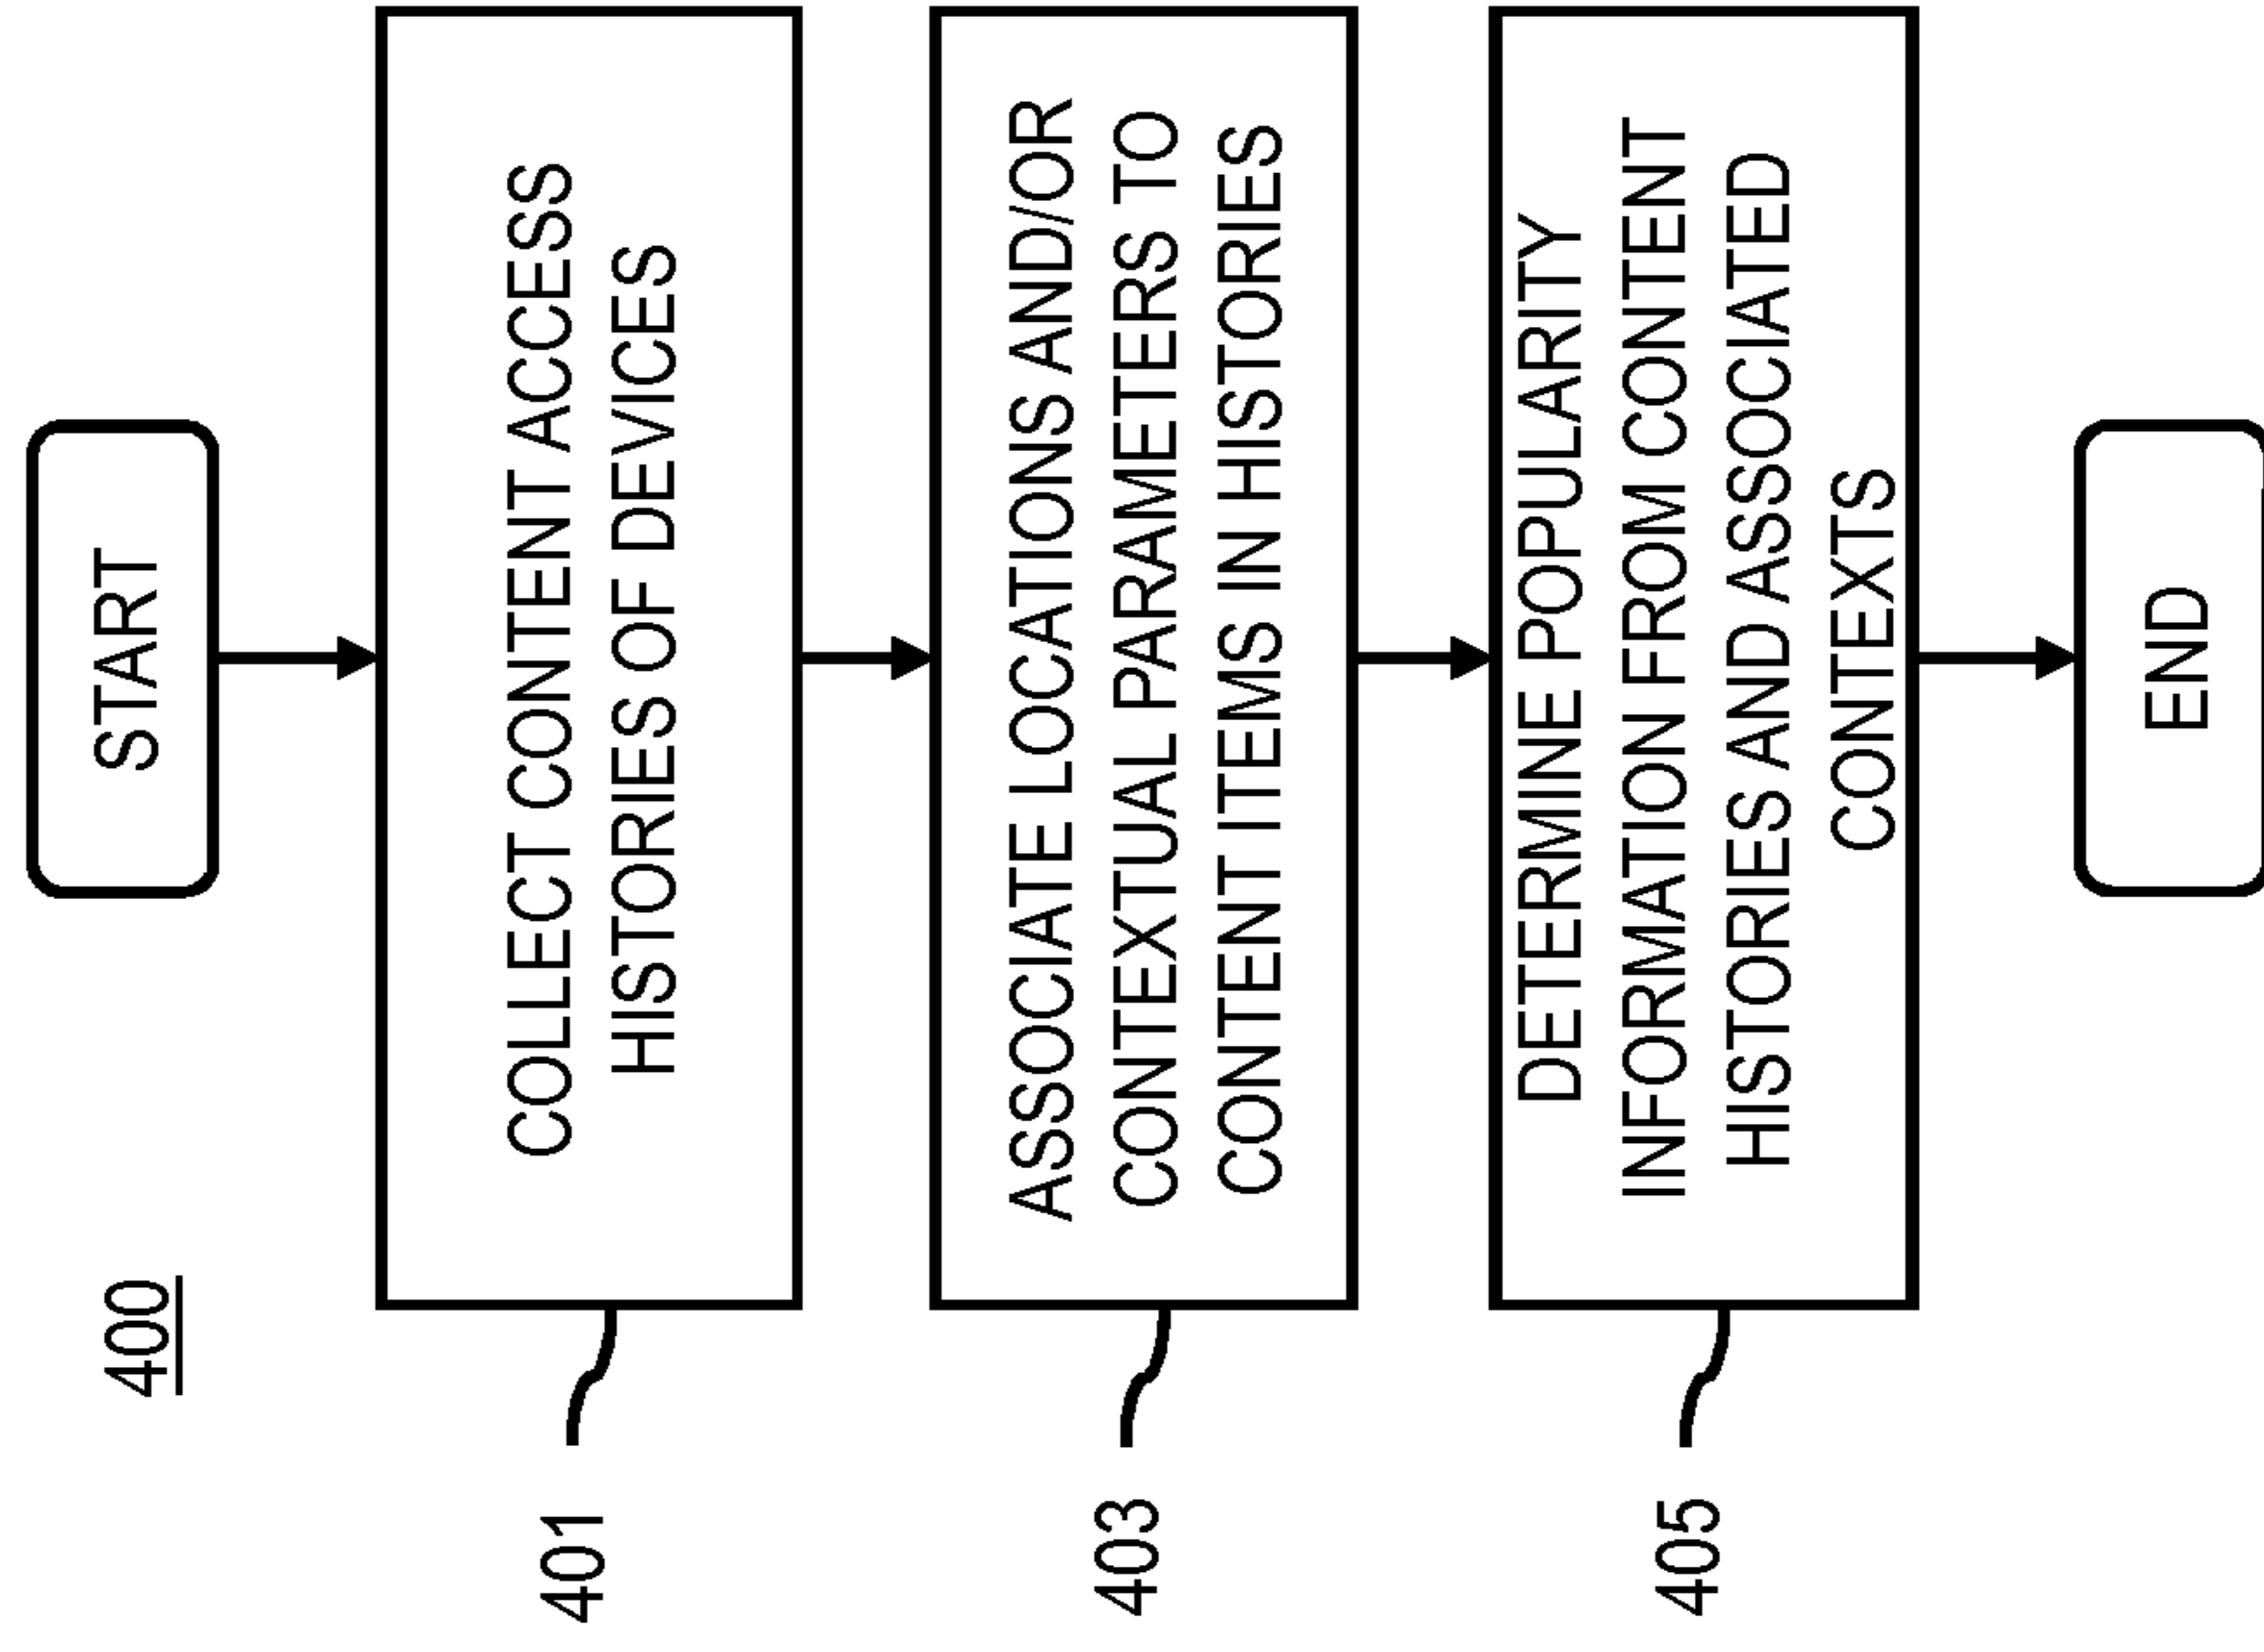 400
START
401
COLLECT CONTENT ACCESS
HISTORIES OF DEVICES
403
ASSOCIATE LOCATIONS AND/OR
CONTEXTUAL PARAMETERS TO
CONTENT ITEMS IN HISTORIES
405
DETERMINE POPULARITY
INFORMATION FROM CONTENT
HISTORIES AND ASSOCIATED
CONTEXTS
END